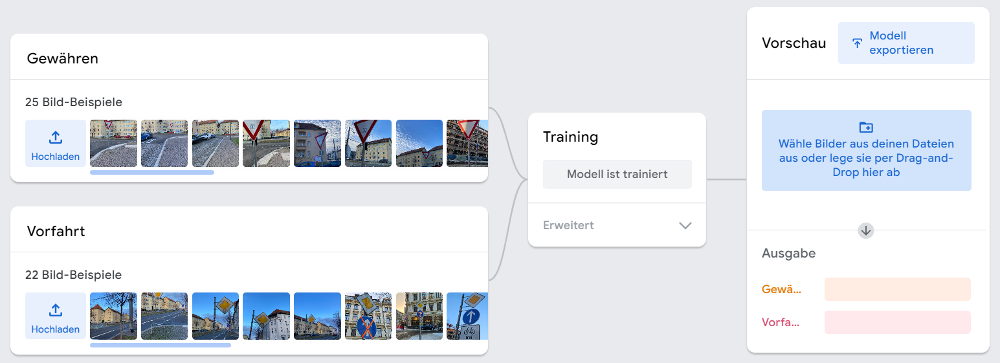 Gewähren
25 Bild-Beispiele
Hochladen
Vorfahrt
22 Bild-Beispiele
Hochladen
frei
Training
Modell ist trainiert
Erweitert
Vorschau
Modell
exportieren
Wähle Bilder aus deinen Dateien
aus oder lege sie per Drag-and-
Drop hier ab
Ausgabe
Gewä...
Vorfa...